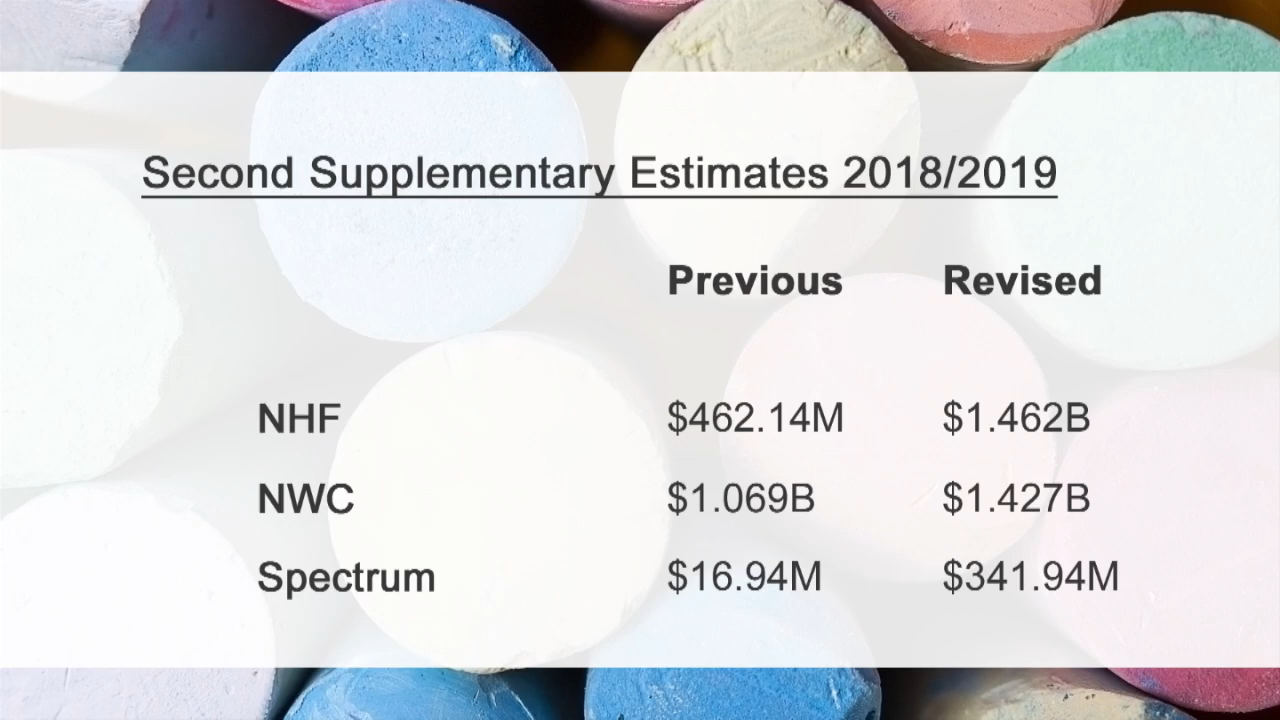 Second Supplementary Estimates 2018/2019
Previous Revised
NHF $462.14M $1.462B
NWC $1.069B $1.427B
Spectrum $16.94M $341.94M